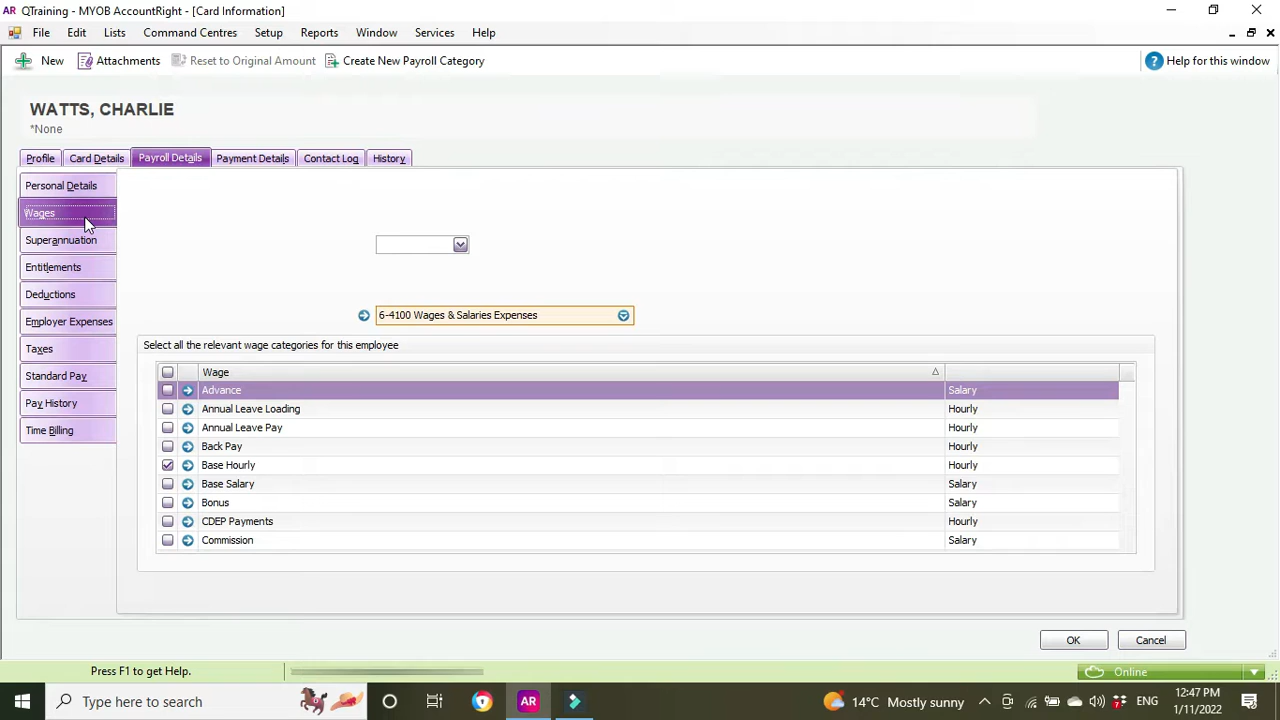 QTraining - MYOB AccountRight - [Card Information]
File Edit Lists Command Centres Setup Reports Window Services Help
New Attachments Reset to Original Amount Create New Payroll Category Help for this window
WATTS, CHARLIE
*None
Profile Card Details Payroll Details Payment Details Contact Log History
Personal Details
Wages
Superannuation
Entitlements
Deductions
Employer Expenses
Taxes
Standard Pay
Pay History
Time Billing
6-4100 Wages & Salaries Expenses
Select all the relevant wage categories for this employee
Wage
Advance Salary
Annual Leave Loading Hourly
Annual Leave Pay Hourly
Back Pay Hourly
Base Hourly Hourly
Base Salary Salary
Bonus Salary
CDEP Payments Hourly
Commission Salary
OK Cancel
Press F1 to get Help. Online
Type here to search AR 14°C Mostly sunny ENG 12:47 PM
1/11/2022